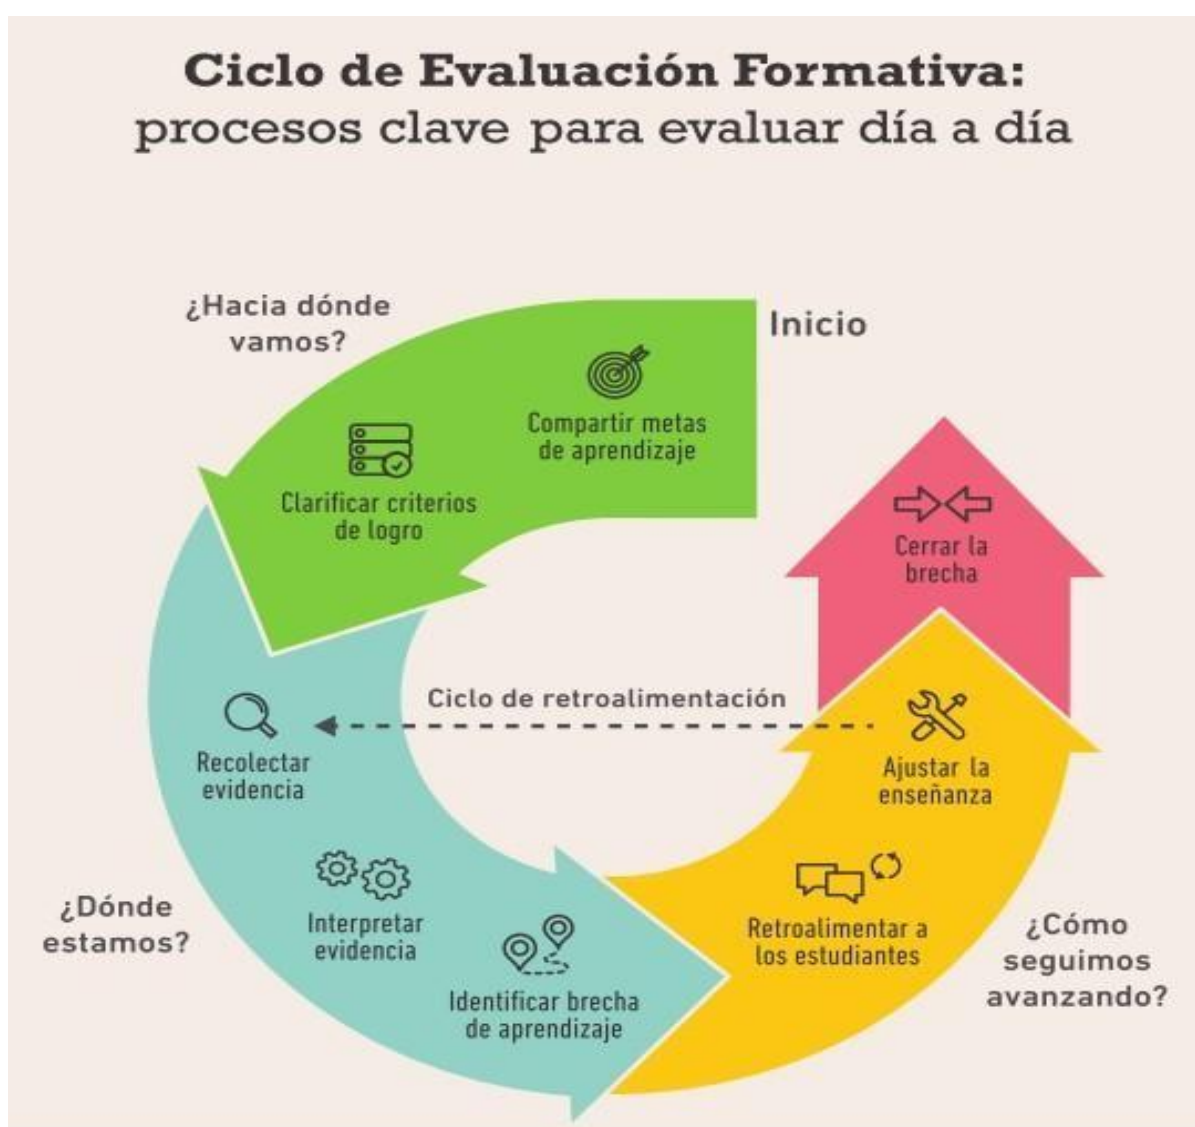 Ciclo de Evaluación Formativa:
procesos clave para evaluar día a día
¿Hacia dónde
vamos?
Inicio
Compartir metas
de aprendizaje
Clarificar criterios
de logro
Recolectar
evidencia
Interpretar
evidencia
Identificar brecha
de aprendizaje
¿Dónde
estamos?
Ciclo de retroalimentación
Retroalimentar a
los estudiantes
Ajustar la
enseñanza
¿Cómo
seguimos
avanzando?
Cerrar la
brecha